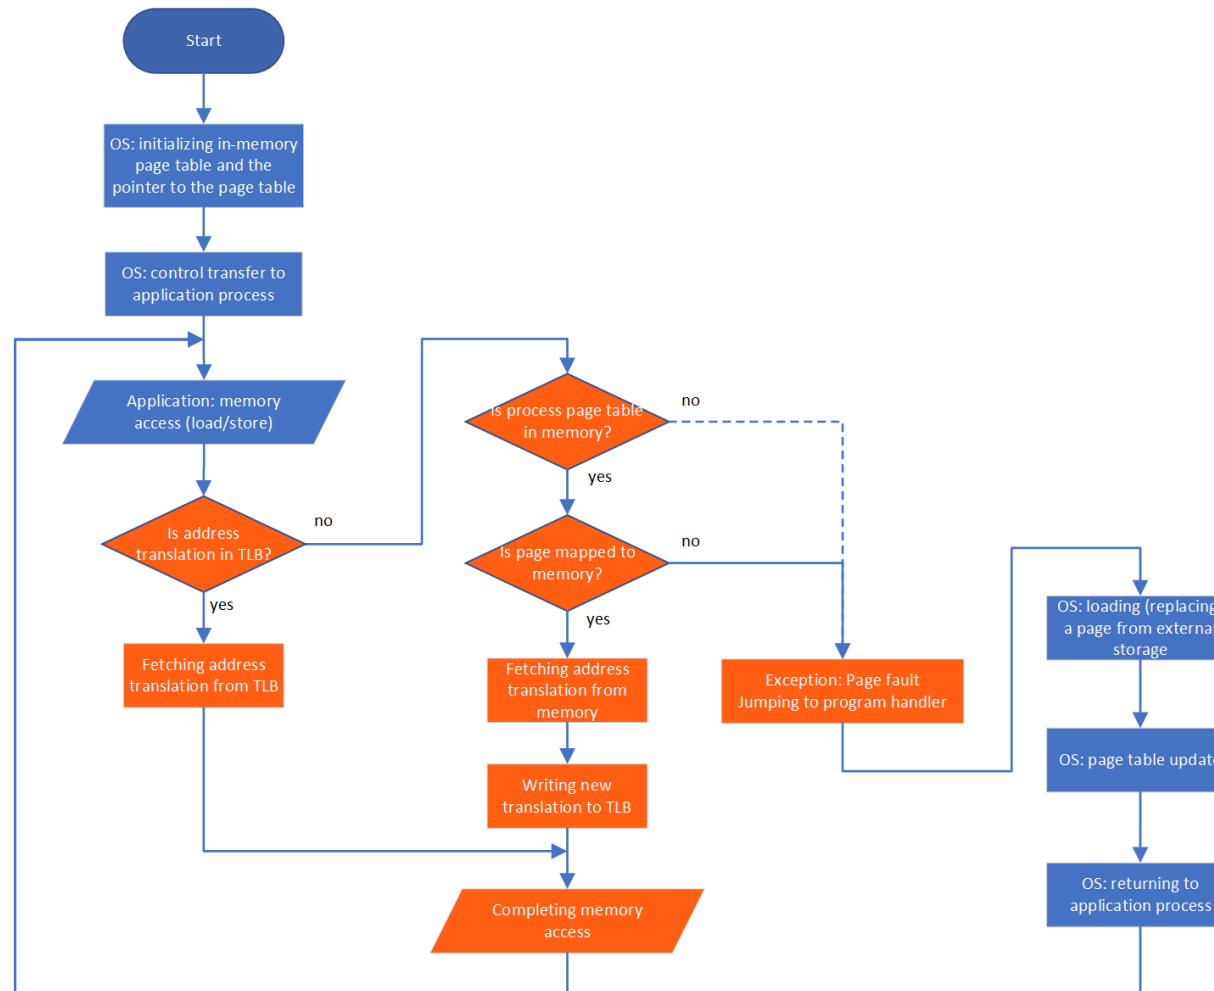 Start
OS: initializing in-memory
page table and the
pointer to the page table
OS: control transfer to
application process
Application: memory
access (load/store)
Is address
translation in TLB?
no
yes
Fetching address
translation from TLB
Is process page table
in memory?
no
yes
Is page mapped to
memory?
no
yes
Fetching address
translation from
memory
Writing new
translation to TLB
Completing memory
access
Exception: Page fault
Jumping to program handler
OS: loading (replacing
a page from external
storage
OS: page table update
OS: returning to
application process